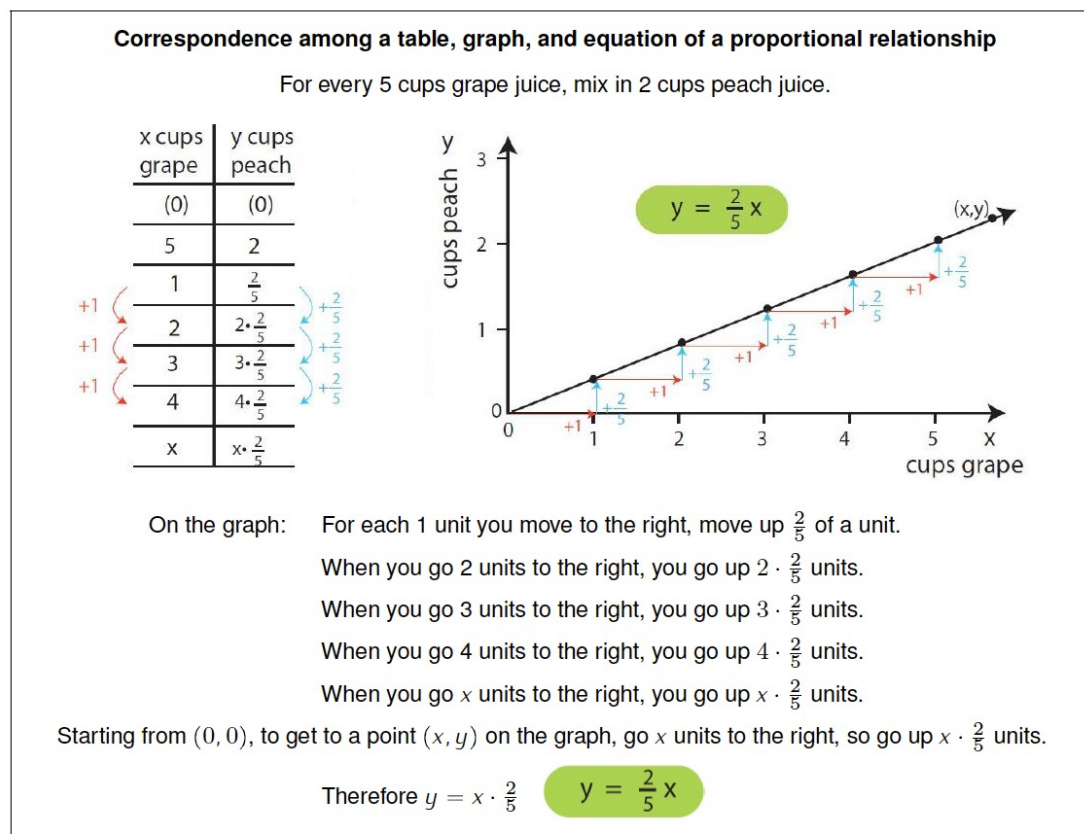 Correspondence among a table, graph, and equation of a proportional relationship
For every 5 cups grape juice, mix in 2 cups peach juice.
x cups grape | y cups peach
(0) | (0)
5 | 2
1 | 2/5
2 | 2·2/5
3 | 3·2/5
4 | 4·2/5
x | x·2/5
+1 +2/5
+1 +2/5
+1 +2/5
y
cups peach
3
2
1
0
y = 2/5 x
(x,y)
+1 +2/5
+1 +2/5
+1 +2/5
+1 +2/5
+1 +2/5
0 1 2 3 4 5 x
cups grape
On the graph: For each 1 unit you move to the right, move up 2/5 of a unit.
When you go 2 units to the right, you go up 2 · 2/5 units.
When you go 3 units to the right, you go up 3 · 2/5 units.
When you go 4 units to the right, you go up 4 · 2/5 units.
When you go x units to the right, you go up x · 2/5 units.
Starting from (0, 0), to get to a point (x, y) on the graph, go x units to the right, so go up x · 2/5 units.
Therefore y = x · 2/5 y = 2/5 x